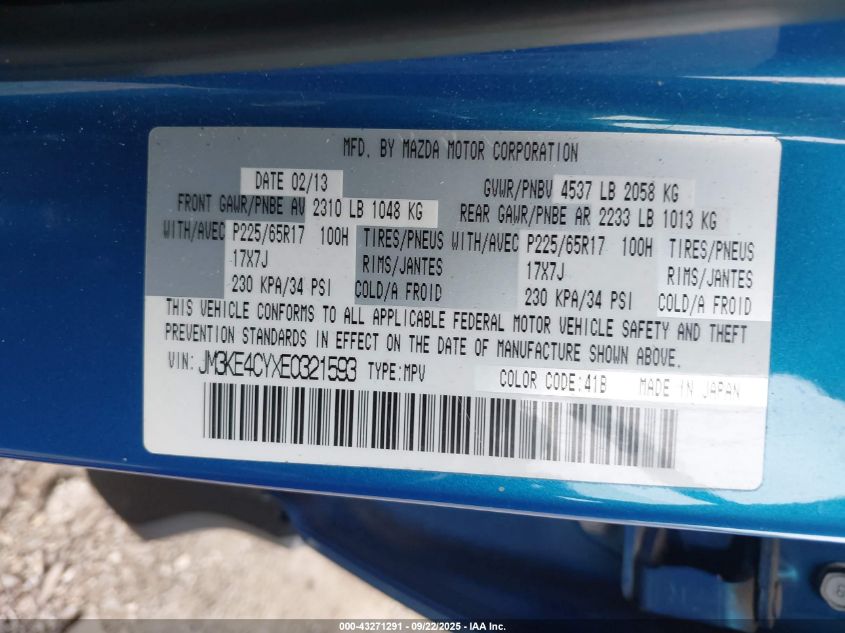 MFD. BY MAZDA MOTOR CORPORATION
DATE 02/13 GVWR/PNBV 4537 LB 2058 KG
FRONT GAWR/PNBE AV 2310 LB 1048 KG REAR GAWR/PNBE AR 2233 LB 1013 KG
WITH/AVEC P225/65R17 100H TIRES/PNEUS WITH/AVEC P225/65R17 100H TIRES/PNEUS
17X7J RIMS/JANTES 17X7J RIMS/JANTES
230 KPA/34 PSI COLD/A FROID 230 KPA/34 PSI COLD/A FROID
THIS VEHICLE CONFORMS TO ALL APPLICABLE FEDERAL MOTOR VEHICLE SAFETY AND THEFT
PREVENTION STANDARDS IN EFFECT ON THE DATE OF MANUFACTURE SHOWN ABOVE.
VIN: JM3KE4CYXE0321593 TYPE:MPV COLOR CODE:41B MADE IN JAPAN
000-43271291 - 09/22/2025 - IAA Inc.